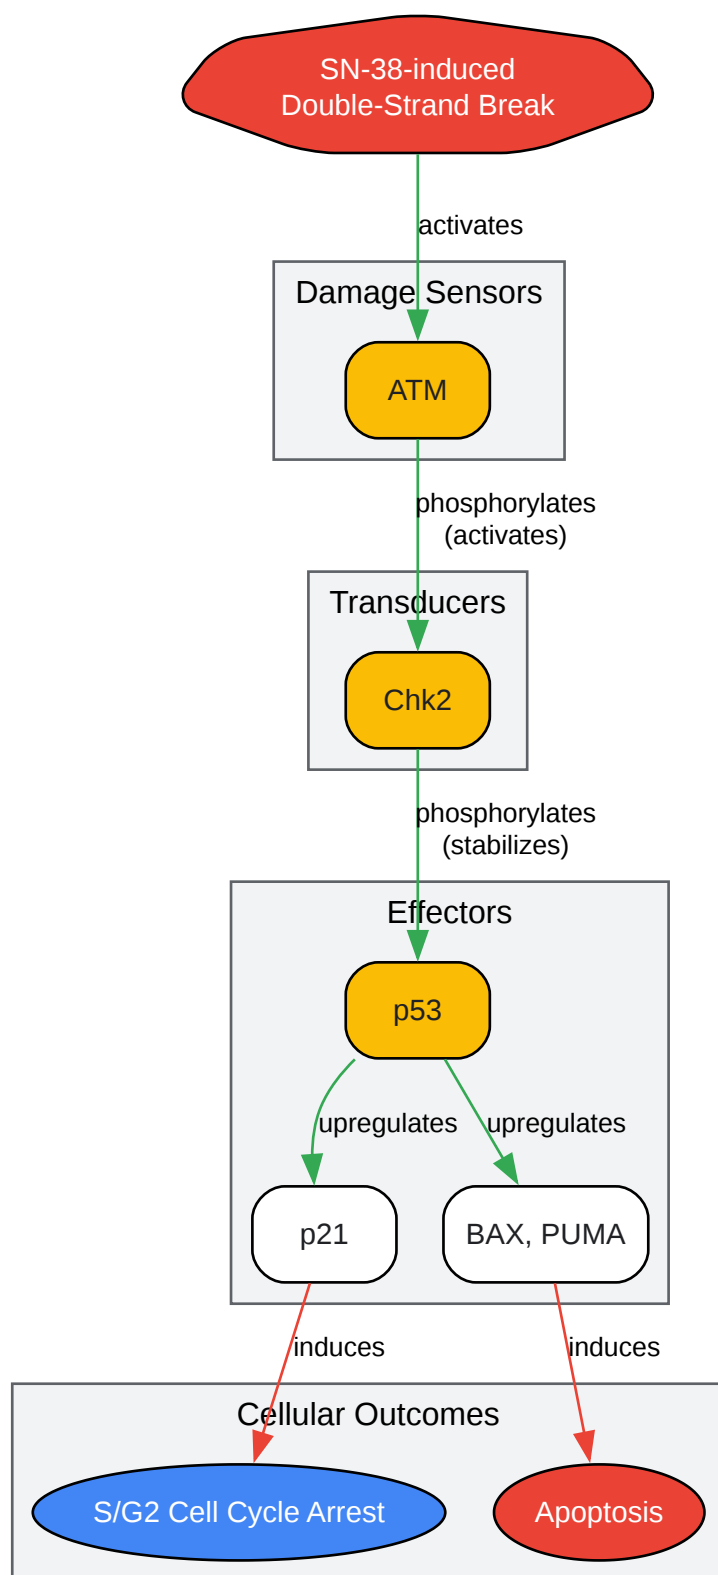 SN-38-induced
Double-Strand Break
activates
Damage Sensors
ATM
phosphorylates
(activates)
Transducers
Chk2
phosphorylates
(stabilizes)
Effectors
p53
upregulates
upregulates
p21
BAX, PUMA
induces
induces
Cellular Outcomes
S/G2 Cell Cycle Arrest
Apoptosis